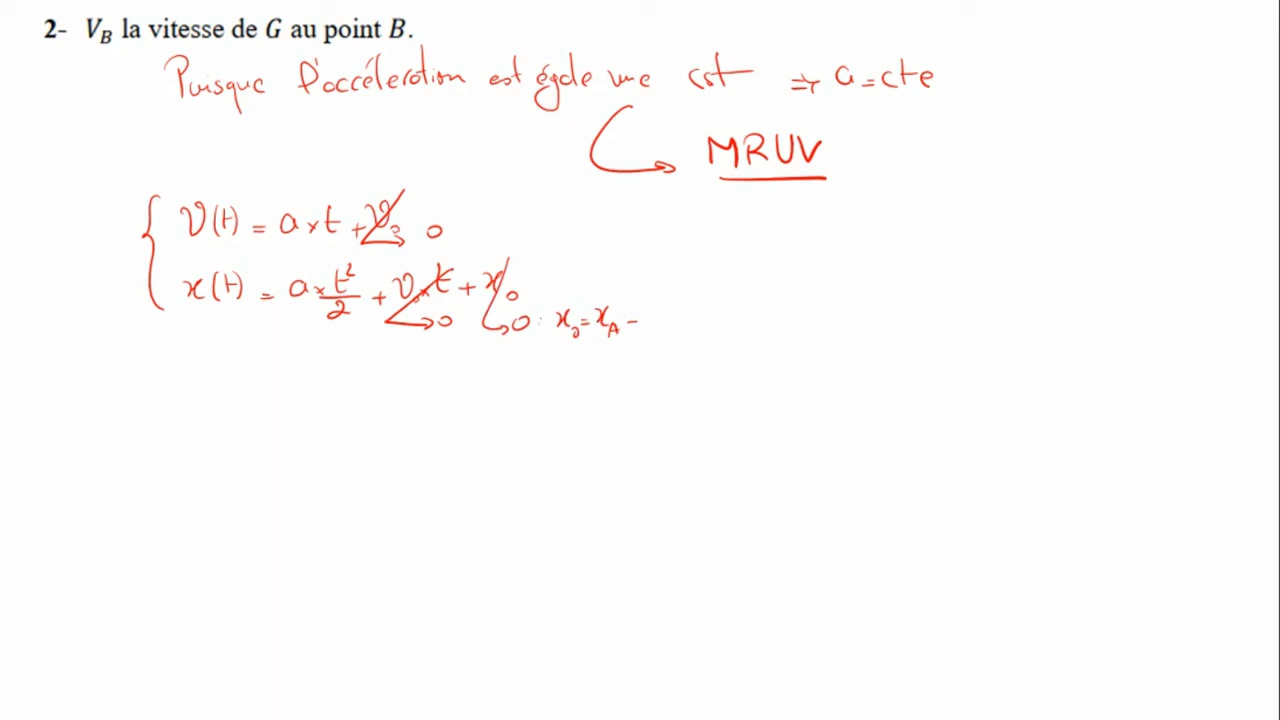 2- V_B la vitesse de G au point B.
Puisque l'accéleration est égale une cst ⇒ a = cte
MRUV
v(t) = a × t + v₀ → 0
x(t) = a × t²/2 + v₀ × t + x₀
→ 0 → 0 : x₀ = x_A =